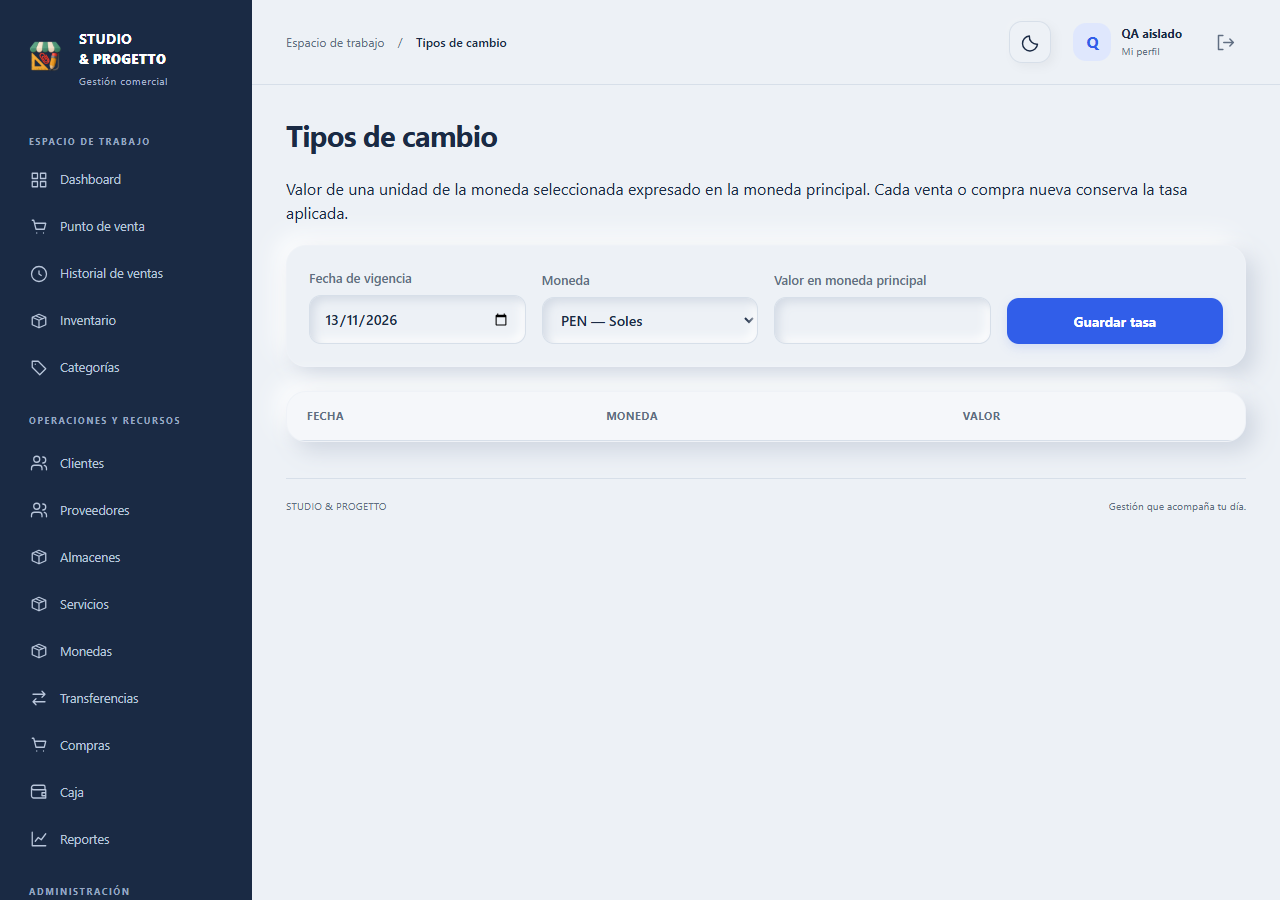 STUDIO
& PROGETTO
Gestión comercial
ESPACIO DE TRABAJO
Dashboard
Punto de venta
Historial de ventas
Inventario
Categorías
OPERACIONES Y RECURSOS
Clientes
Proveedores
Almacenes
Servicios
Monedas
Transferencias
Compras
Caja
Reportes
ADMINISTRACIÓN
Espacio de trabajo / Tipos de cambio
Q
QA aislado
Mi perfil
Tipos de cambio
Valor de una unidad de la moneda seleccionada expresado en la moneda principal. Cada venta o compra nueva conserva la tasa
aplicada.
Fecha de vigencia
13/11/2026
Moneda
PEN — Soles
Valor en moneda principal
Guardar tasa
FECHA MONEDA VALOR
STUDIO & PROGETTO
Gestión que acompaña tu día.